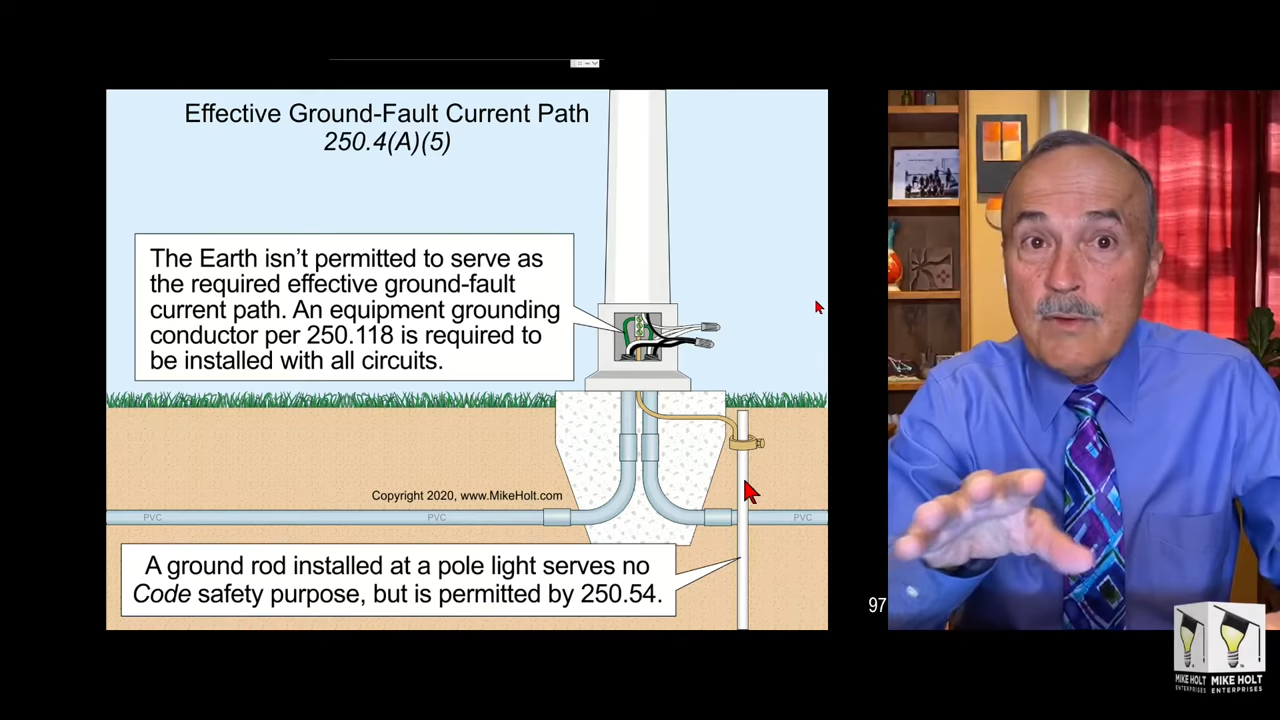 Effective Ground-Fault Current Path
250.4(A)(5)
The Earth isn’t permitted to serve as
the required effective ground-fault
current path. An equipment grounding
conductor per 250.118 is required to
be installed with all circuits.
Copyright 2020, www.MikeHolt.com
PVC
PVC
PVC
A ground rod installed at a pole light serves no
Code safety purpose, but is permitted by 250.54.
97
MIKE HOLT
ENTERPRISES
MIKE HOLT
ENTERPRISES